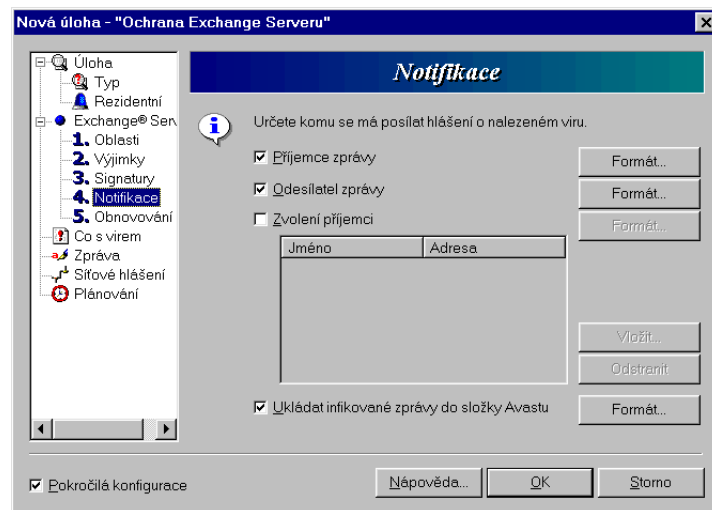 Nová úloha - "Ochrana Exchange Serveru"
Úloha
Typ
Rezidentní
Exchange® Serv
1. Oblasti
2. Výjimky
3. Signatury
4. Notifikace
5. Obnovování
Co s virem
Zpráva
Síťové hlášení
Plánování
Notifikace
Určete komu se má posílat hlášení o nalezeném viru.
Příjemce zprávy
Formát...
Odesílatel zprávy
Formát...
Zvolení příjemci
Formát...
Jméno Adresa
Vložit...
Odstranit
Ukládat infikované zprávy do složky Avastu
Formát...
Pokročilá konfigurace
Nápověda...
OK
Storno